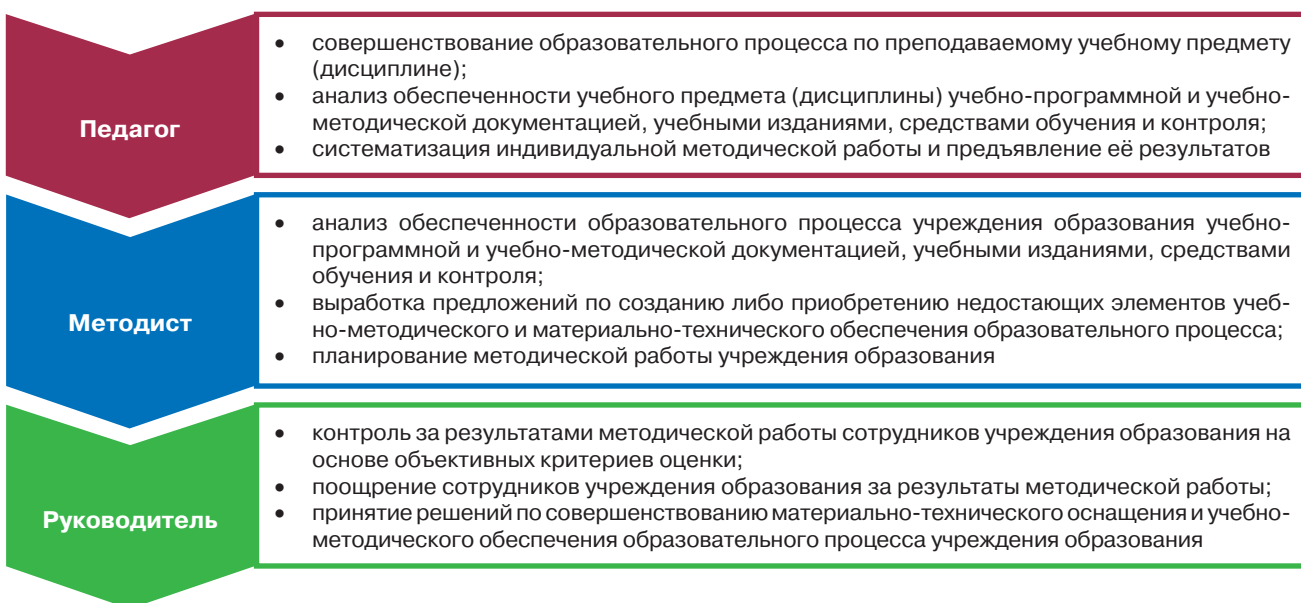 Педагог
• совершенствование образовательного процесса по преподаваемому учебному предмету
(дисциплине);
• анализ обеспеченности учебного предмета (дисциплины) учебно-программной и учебно-
методической документацией, учебными изданиями, средствами обучения и контроля;
• систематизация индивидуальной методической работы и предъявление её результатов
Методист
• анализ обеспеченности образовательного процесса учреждения образования учебно-
программной и учебно-методической документацией, учебными изданиями, средствами
обучения и контроля;
• выработка предложений по созданию либо приобретению недостающих элементов учеб-
но-методического и материально-технического обеспечения образовательного процесса;
• планирование методической работы учреждения образования
Руководитель
• контроль за результатами методической работы сотрудников учреждения образования на
основе объективных критериев оценки;
• поощрение сотрудников учреждения образования за результаты методической работы;
• принятие решений по совершенствованию материально-технического оснащения и учебно-
методического обеспечения образовательного процесса учреждения образования